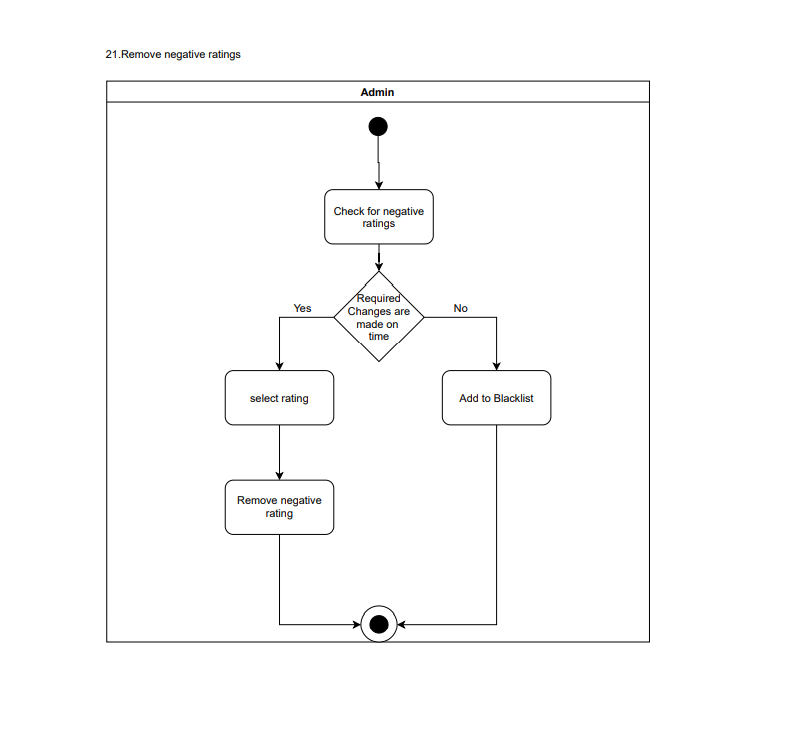 21.Remove negative ratings
Admin
Check for negative
ratings
Required
Changes are
made on
time
Yes
No
select rating
Add to Blacklist
Remove negative
rating